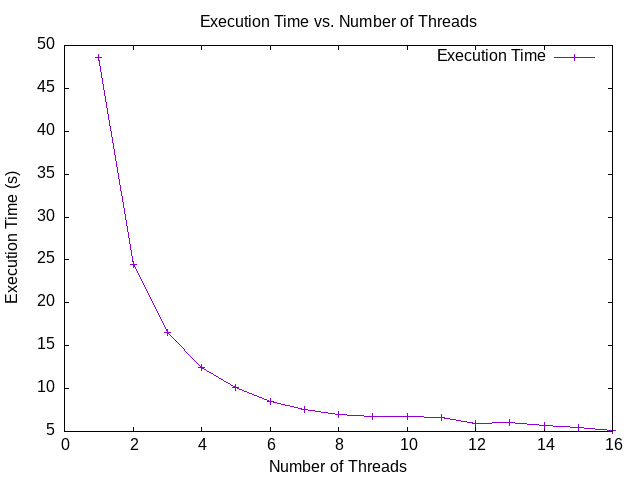 Execution Time vs. Number of Threads
Execution Time
50
45
40
35
30
25
20
15
10
5
Execution Time (s)
0 2 4 6 8 10 12 14 16
Number of Threads